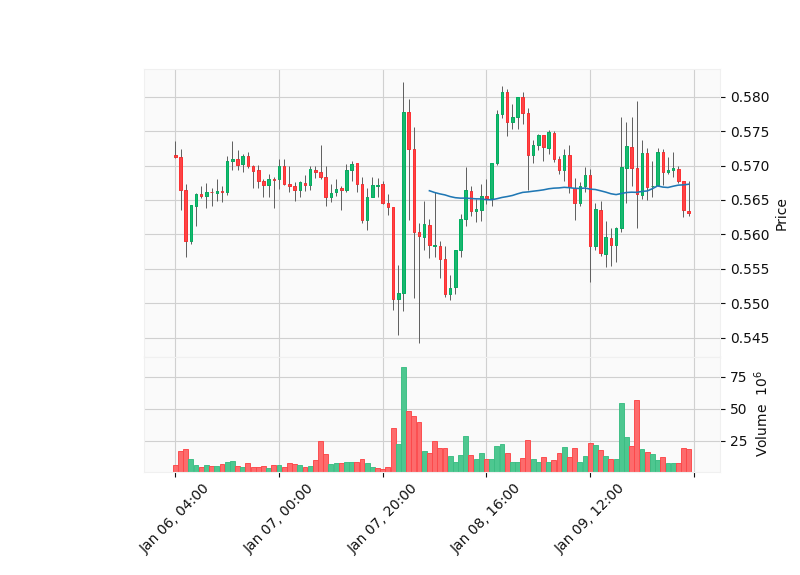 0.580
0.575
0.570
0.565
0.560
0.555
0.550
0.545
Price
75
50
25
Volume 10⁶
Jan 06, 04:00
Jan 07, 00:00
Jan 07, 20:00
Jan 08, 16:00
Jan 09, 12:00